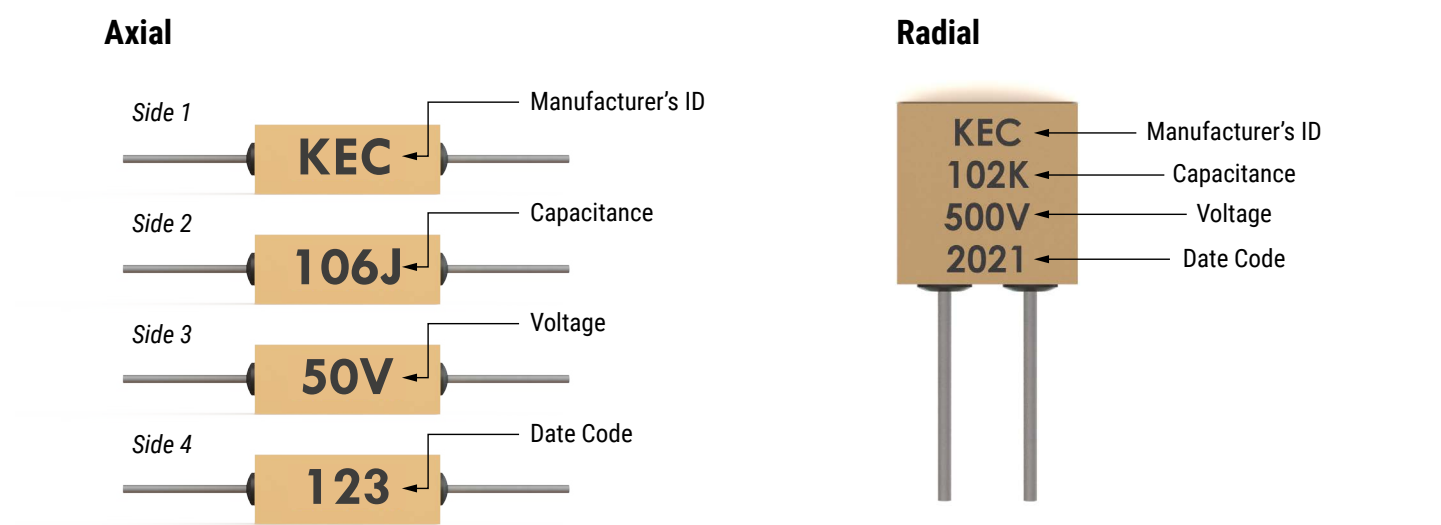 Axial
Side 1
KEC
Manufacturer's ID
Side 2
106J
Capacitance
Side 3
50V
Voltage
Side 4
123
Date Code
Radial
KEC
Manufacturer's ID
102K
Capacitance
500V
Voltage
2021
Date Code